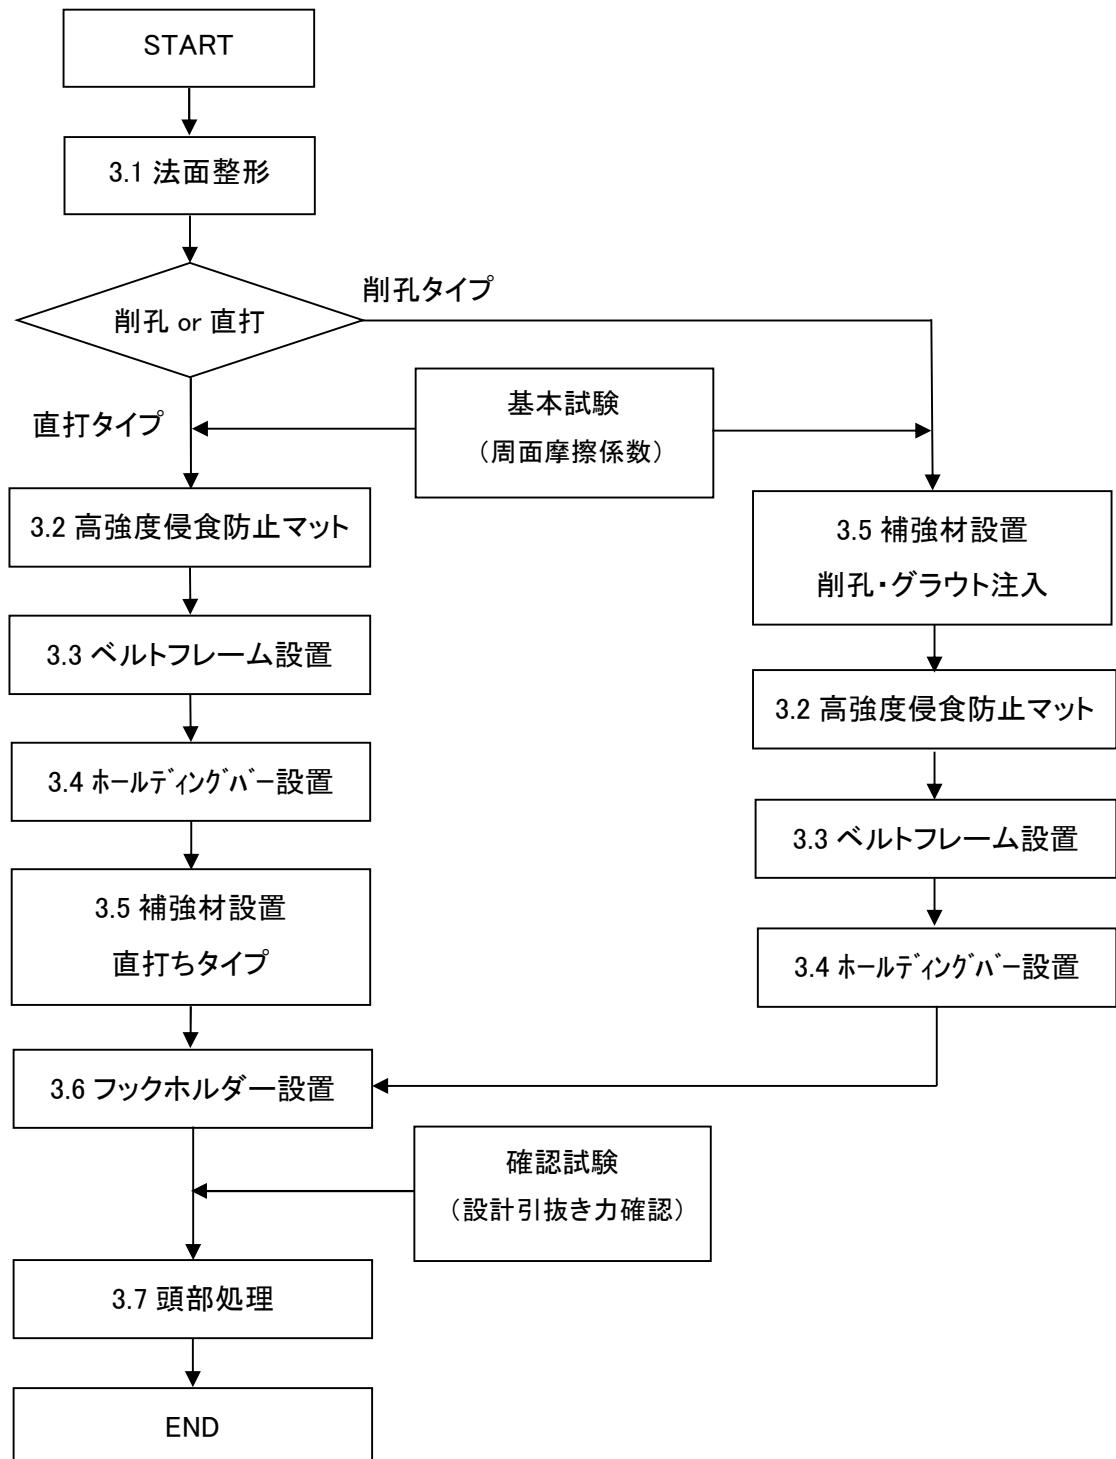 START
3.1 法面整形
削孔タイプ
削孔 or 直打
基本試験
（周面摩擦係数）
直打タイプ
3.2 高強度侵食防止マット
3.5 補強材設置
削孔・グラウト注入
3.3 ベルトフレーム設置
3.2 高強度侵食防止マット
3.4 ﾎｰﾙﾃﾞｨﾝｸﾞﾊﾞｰ設置
3.3 ベルトフレーム設置
3.5 補強材設置
直打ちタイプ
3.4 ﾎｰﾙﾃﾞｨﾝｸﾞﾊﾞｰ設置
3.6 フックホルダー設置
確認試験
（設計引抜き力確認）
3.7 頭部処理
END